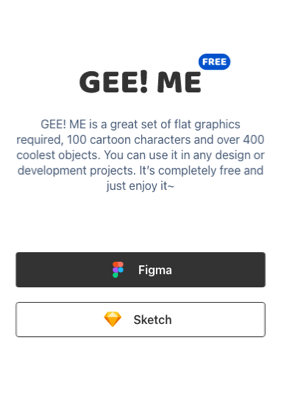 FREE
GEE! ME
GEE! ME is a great set of flat graphics
required, 100 cartoon characters and over 400
coolest objects. You can use it in any design or
development projects. It's completely free and
just enjoy it~
Figma
Sketch